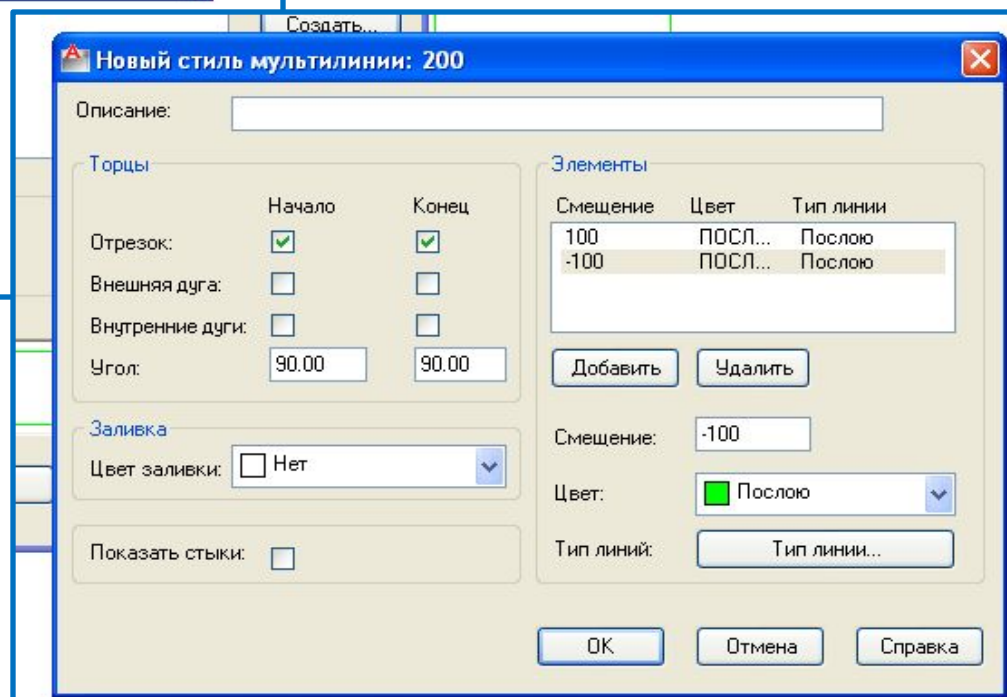 Создать...
Новый стиль мультилинии: 200
Описание:
Торцы
Начало Конец
Отрезок:
Внешняя дуга:
Внутренние дуги:
Угол: 90.00 90.00
Заливка
Цвет заливки: Нет
Показать стыки:
Элементы
Смещение Цвет Тип линии
100 ПОСЛ... Послою
-100 ПОСЛ... Послою
Добавить Удалить
Смещение: -100
Цвет: Послою
Тип линий: Тип линии...
OK Отмена Справка